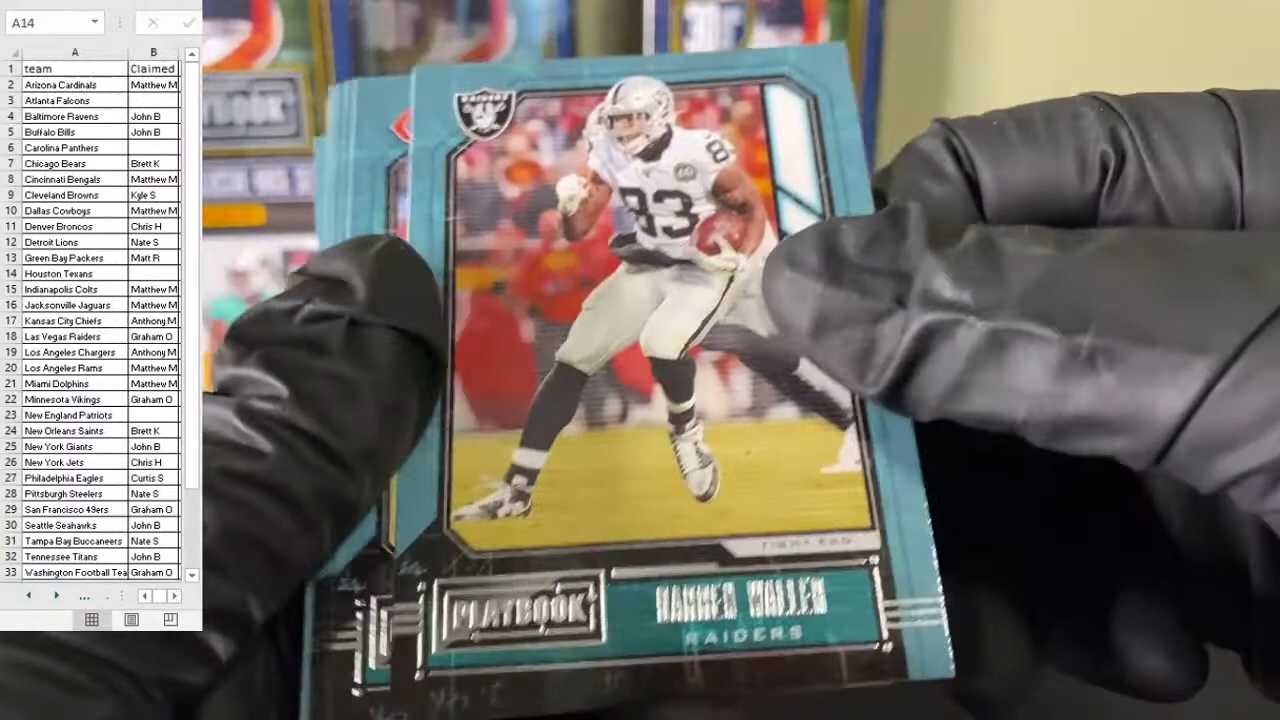 A14
A B
1 team Claimed
2 Arizona Cardinals Matthew M
3 Atlanta Falcons
4 Baltimore Ravens John B
5 Buffalo Bills John B
6 Carolina Panthers
7 Chicago Bears Brett K
8 Cincinnati Bengals Matthew M
9 Cleveland Browns Kyle S
10 Dallas Cowboys Matthew M
11 Denver Broncos Chris H
12 Detroit Lions Nate S
13 Green Bay Packers Matt R
14 Houston Texans
15 Indianapolis Colts Matthew M
16 Jacksonville Jaguars Matthew M
17 Kansas City Chiefs Anthony M
18 Las Vegas Raiders Graham O
19 Los Angeles Chargers Anthony M
20 Los Angeles Rams Matthew M
21 Miami Dolphins Matthew M
22 Minnesota Vikings Graham O
23 New England Patriots
24 New Orleans Saints Brett K
25 New York Giants John B
26 New York Jets Chris H
27 Philadelphia Eagles Curtis S
28 Pittsburgh Steelers Nate S
29 San Francisco 49ers Graham O
30 Seattle Seahawks John B
31 Tampa Bay Buccaneers Nate S
32 Tennessee Titans John B
33 Washington Football Tea Graham O
...
RAIDERS
83
83
TIGHT END
PLAYBOOK
RAIDERS